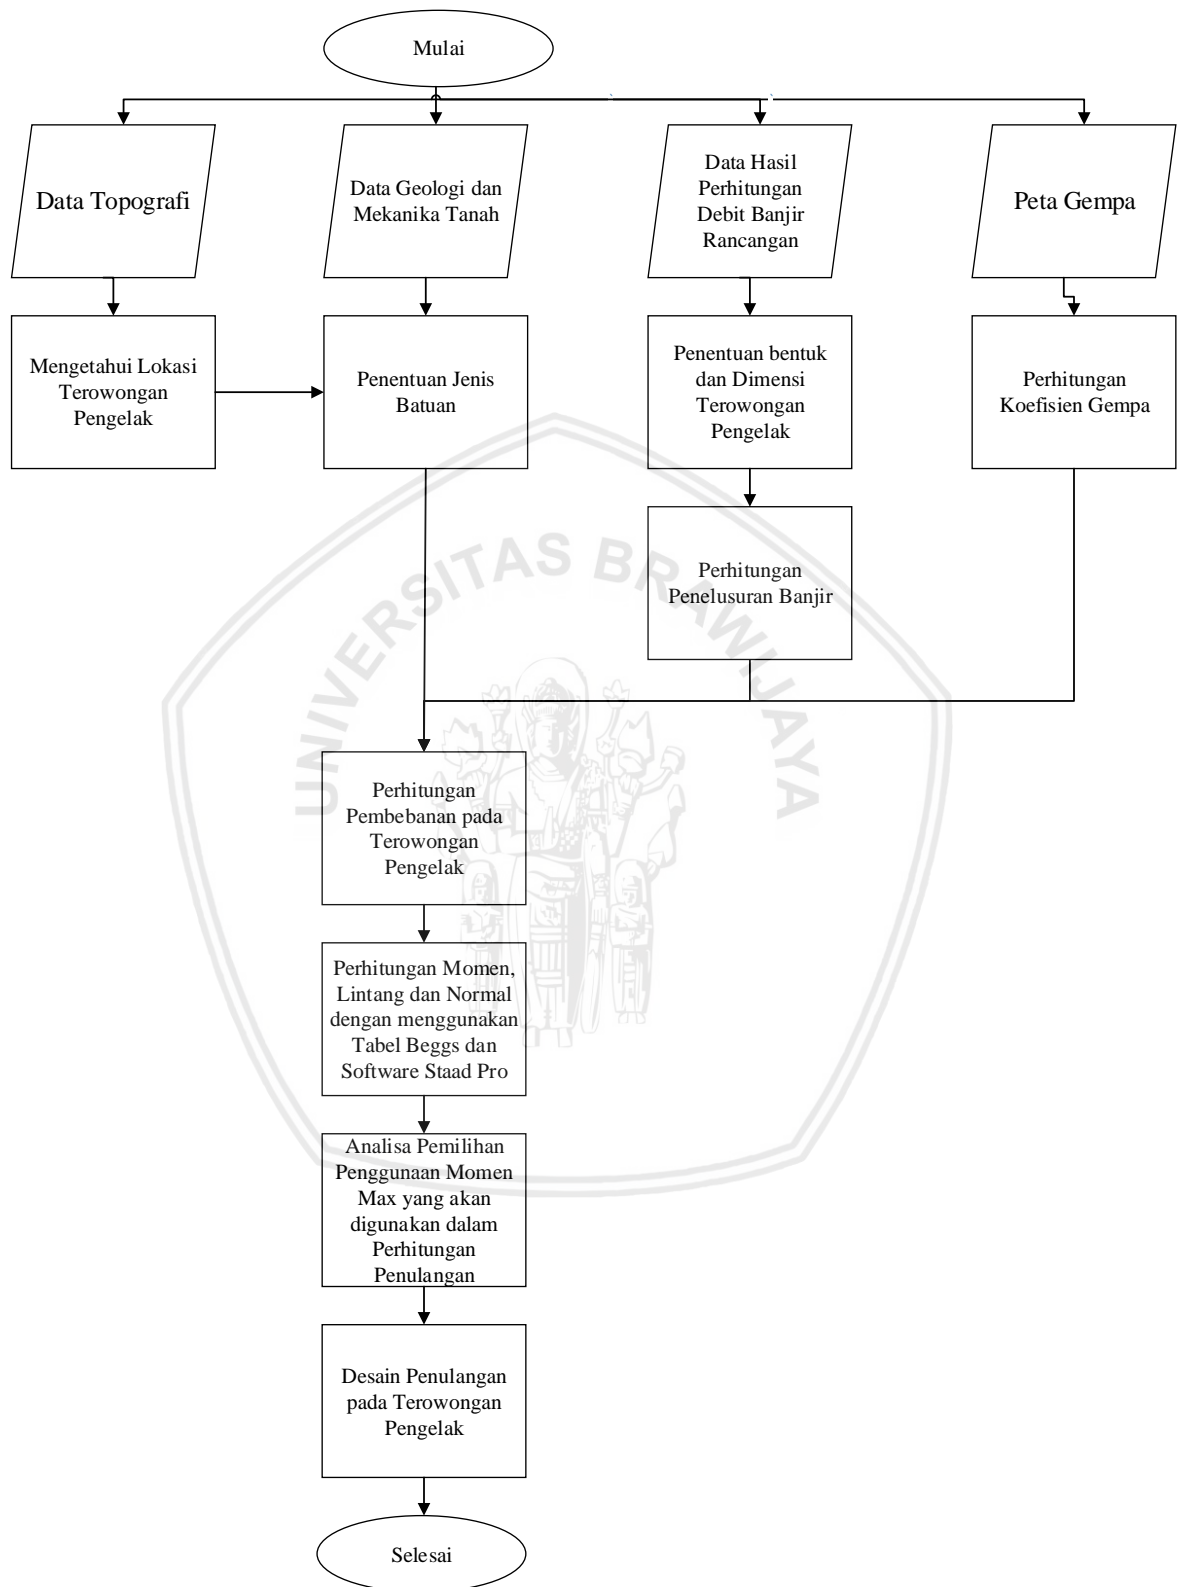 Mulai
Data Topografi
Data Geologi dan
Mekanika Tanah
Data Hasil
Perhitungan
Debit Banjir
Rancangan
Peta Gempa
Mengetahui Lokasi
Terowongan
Pengelak
Penentuan Jenis
Batuan
Penentuan bentuk
dan Dimensi
Terowongan
Pengelak
Perhitungan
Koefisien Gempa
Perhitungan
Penelusuran Banjir
UNIVERSITAS BRAWIJAYA
Perhitungan
Pembebanan pada
Terowongan
Pengelak
Perhitungan Momen,
Lintang dan Normal
dengan menggunakan
Tabel Beggs dan
Software Staad Pro
Analisa Pemilihan
Penggunaan Momen
Max yang akan
digunakan dalam
Perhitungan
Penulangan
Desain Penulangan
pada Terowongan
Pengelak
Selesai